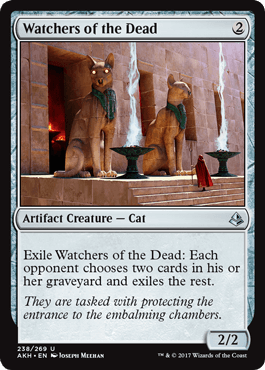 Watchers of the Dead 2
Artifact Creature — Cat
Exile Watchers of the Dead: Each
opponent chooses two cards in his or
her graveyard and exiles the rest.
They are tasked with protecting the
entrance to the embalming chambers.
2/2
238/269 U
AKH • EN Joseph Meehan
™ & © 2017 Wizards of the Coast